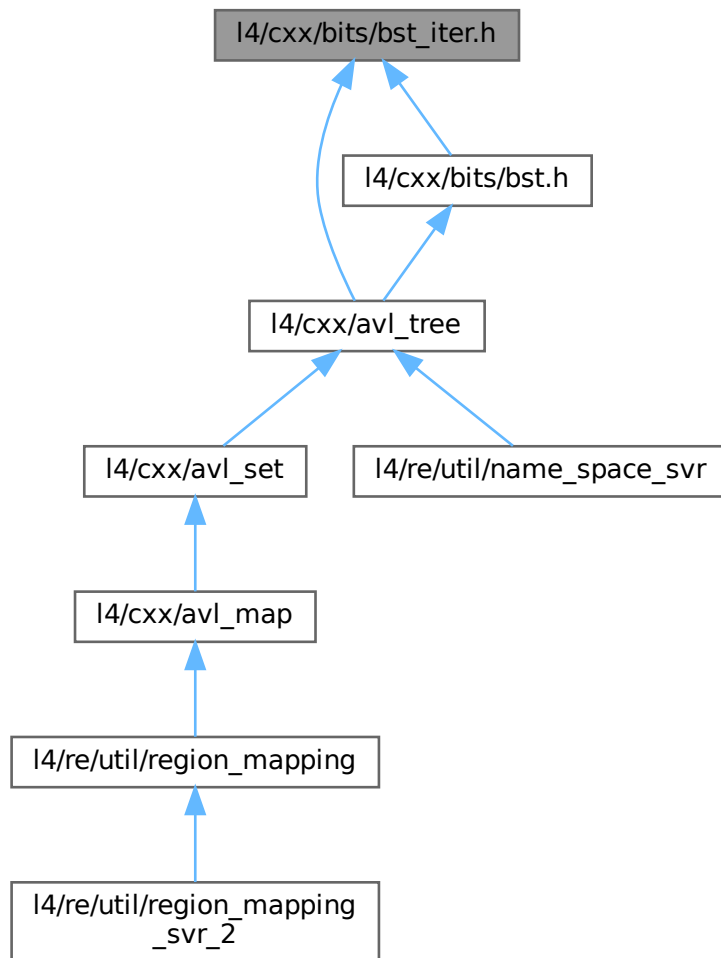 l4/cxx/bits/bst_iter.h
l4/cxx/bits/bst.h
l4/cxx/avl_tree
l4/cxx/avl_set
l4/re/util/name_space_svr
l4/cxx/avl_map
l4/re/util/region_mapping
l4/re/util/region_mapping
_svr_2